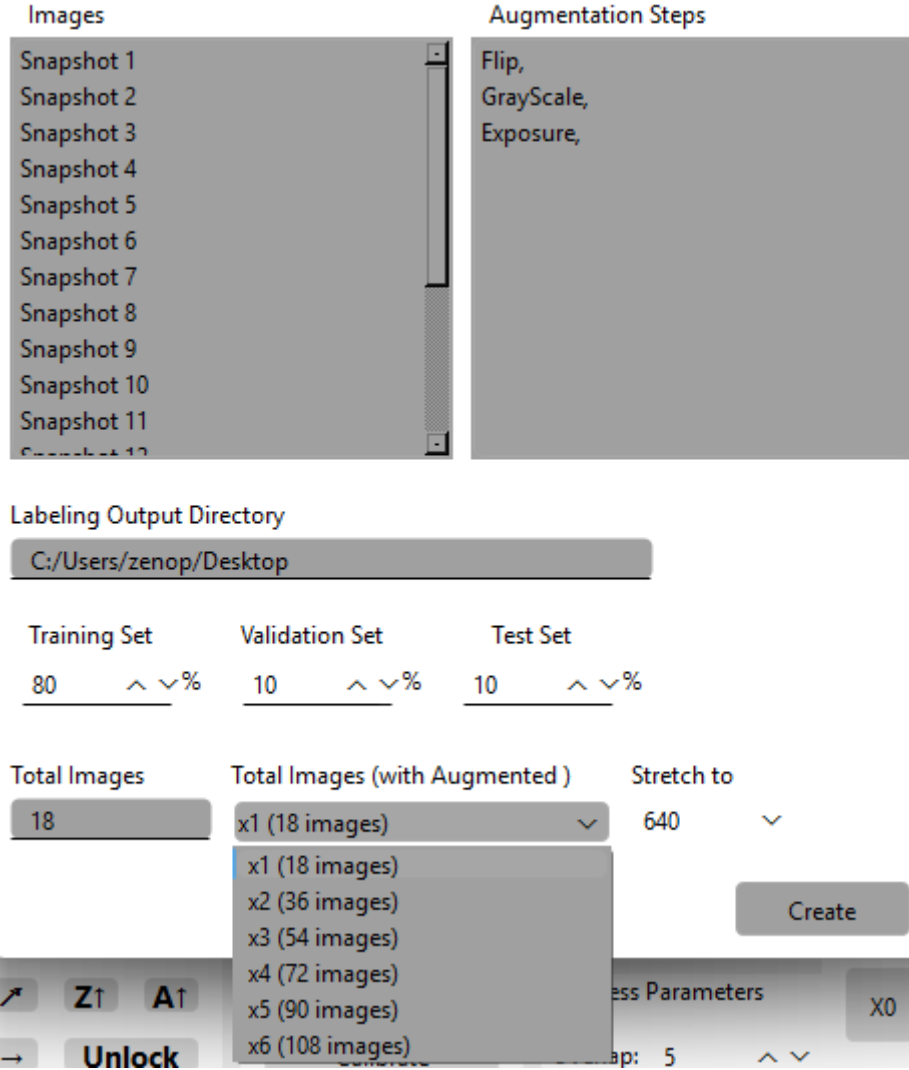 Images
Augmentation Steps
Snapshot 1
Snapshot 2
Snapshot 3
Snapshot 4
Snapshot 5
Snapshot 6
Snapshot 7
Snapshot 8
Snapshot 9
Snapshot 10
Snapshot 11
Snapshot 12
Flip,
GrayScale,
Exposure,
Labeling Output Directory
C:/Users/zenop/Desktop
Training Set
Validation Set
Test Set
80 %
10 %
10 %
Total Images
Total Images (with Augmented )
Stretch to
18
x1 (18 images)
640
x1 (18 images)
x2 (36 images)
x3 (54 images)
x4 (72 images)
x5 (90 images)
x6 (108 images)
Create
Z↑
A↑
ess Parameters
X0
→
Unlock
5